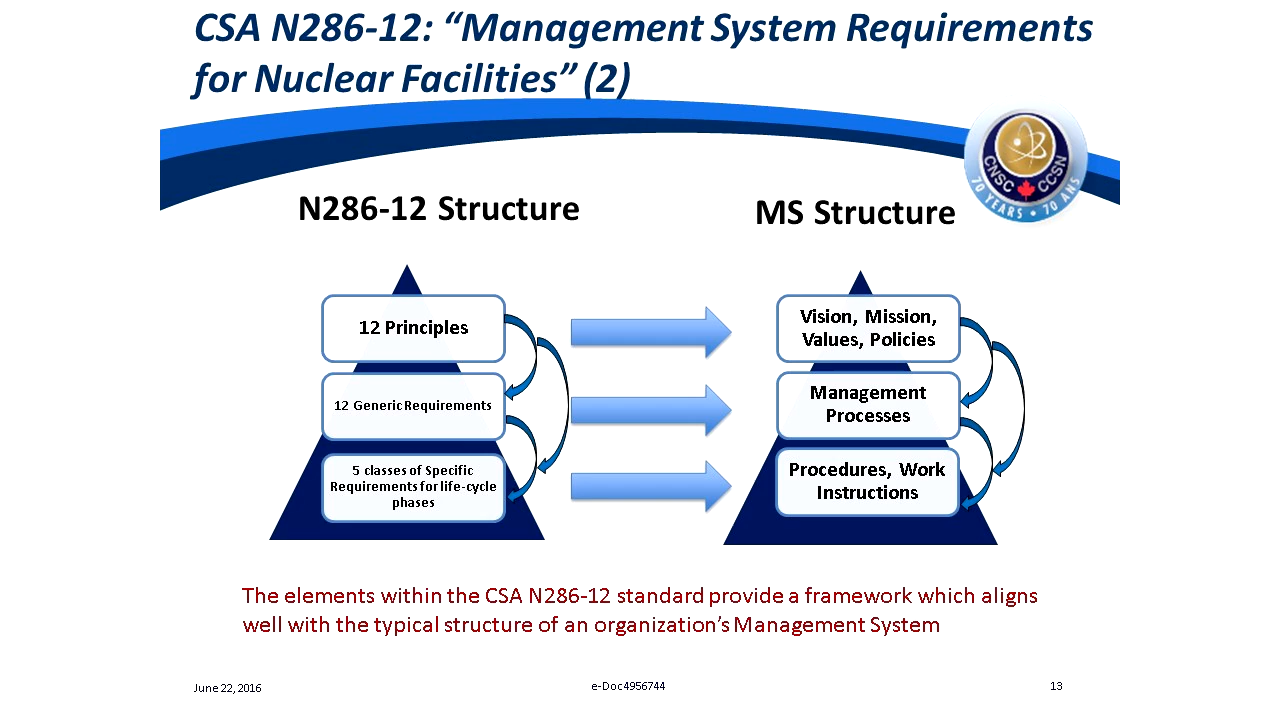 CSA N286-12: “Management System Requirements
for Nuclear Facilities” (2)
CNSC CCSN
70 YEARS • 70 ANS
N286-12 Structure
MS Structure
12 Principles
12 Generic Requirements
5 classes of Specific
Requirements for life-cycle
phases
Vision, Mission,
Values, Policies
Management
Processes
Procedures, Work
Instructions
The elements within the CSA N286-12 standard provide a framework which aligns
well with the typical structure of an organization’s Management System
June 22, 2016
e-Doc4956744
13